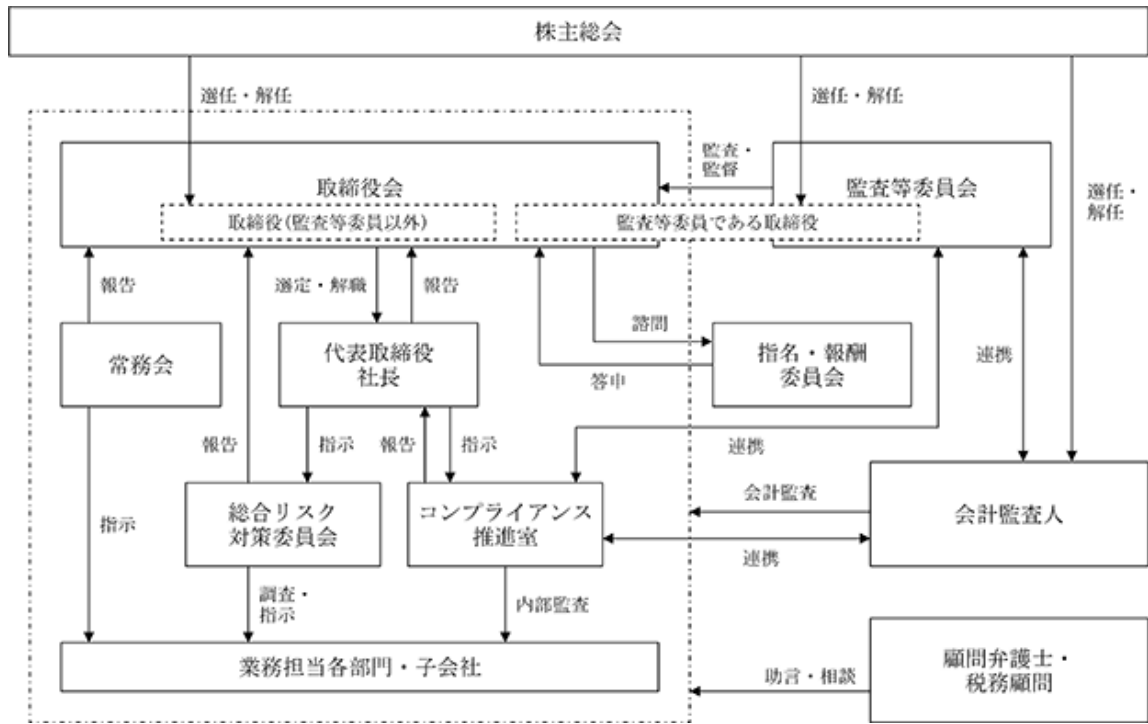 株主総会
選任・解任
選任・解任
選任・
解任
監査・
監督
取締役会
監査等委員会
取締役(監査等委員以外)
監査等委員である取締役
報告
選定・解職
報告
諮問
答申
連携
常務会
代表取締役
社長
指名・報酬
委員会
報告
指示
報告
指示
連携
指示
総合リスク
対策委員会
コンプライアンス
推進室
会計監査
会計監査人
連携
調査・
指示
内部監査
業務担当各部門・子会社
助言・相談
顧問弁護士・
税務顧問